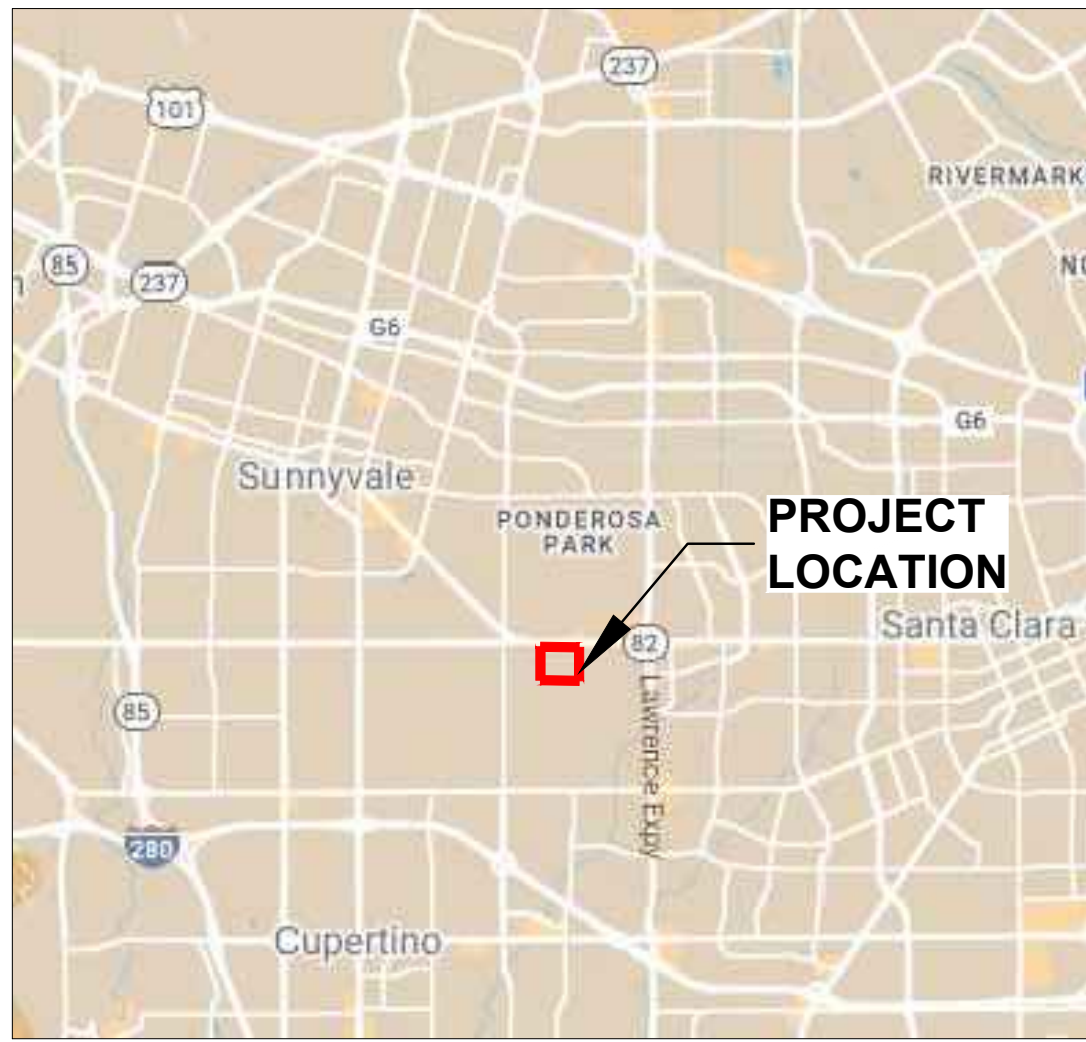 237
101
RIVERMARK
85
237
G6
G6
Sunnyvale
PONDEROSA
PARK
PROJECT
LOCATION
Santa Clara
82
Lawrence Expy
85
280
Cupertino